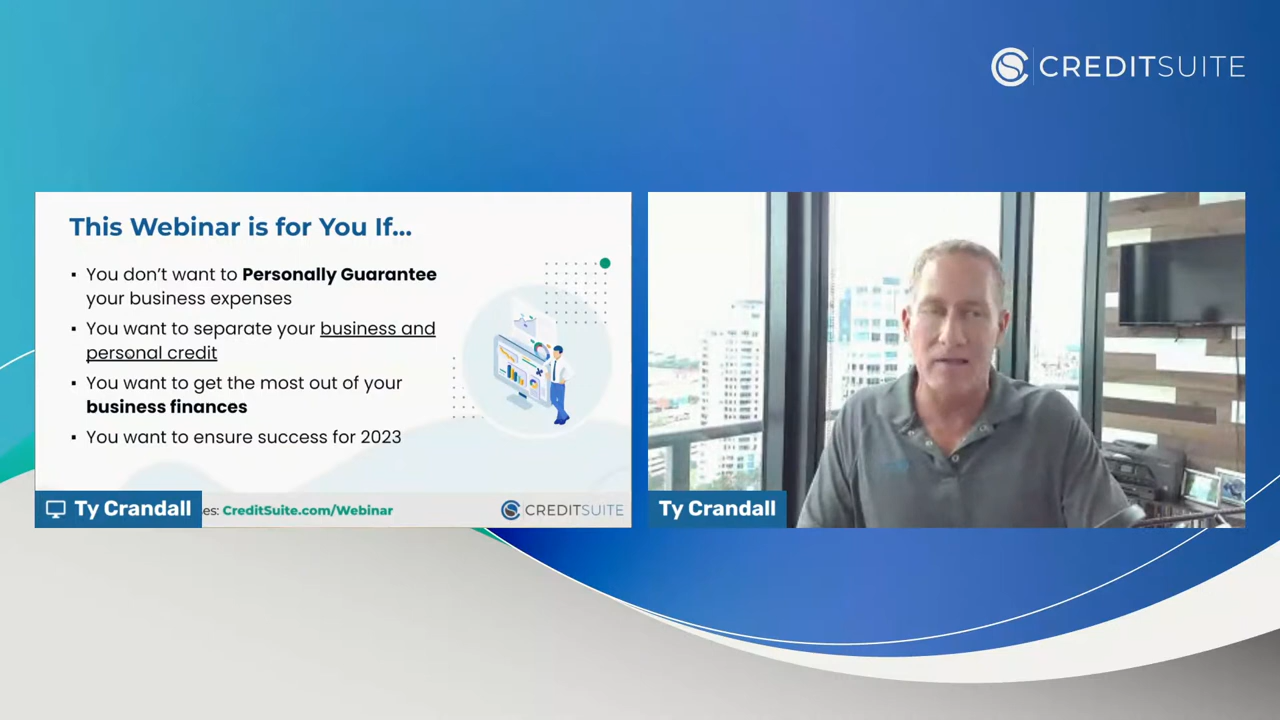 CREDITSUITE
This Webinar is for You If...
▪ You don't want to Personally Guarantee
your business expenses
▪ You want to separate your business and
personal credit
▪ You want to get the most out of your
business finances
▪ You want to ensure success for 2023
Ty Crandall
es: CreditSuite.com/Webinar
CREDITSUITE
Ty Crandall